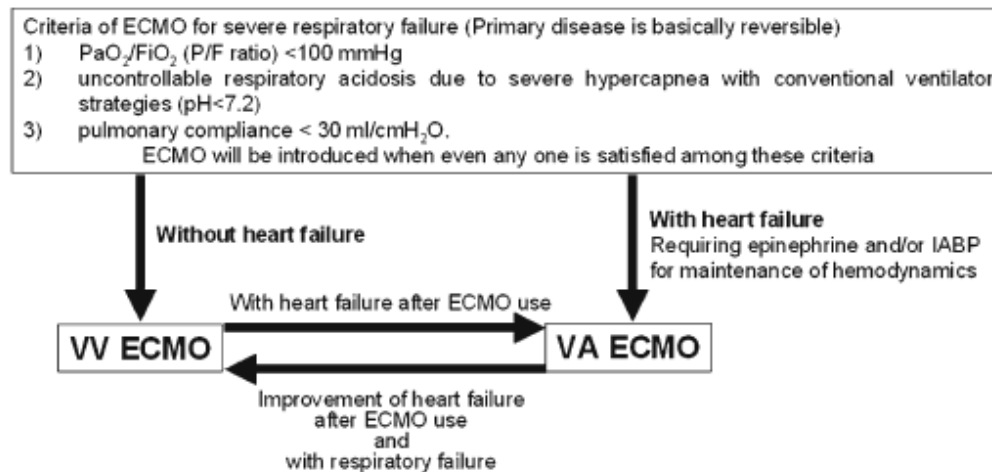 Criteria of ECMO for severe respiratory failure (Primary disease is basically reversible)
1) PaO₂/FiO₂ (P/F ratio) <100 mmHg
2) uncontrollable respiratory acidosis due to severe hypercapnea with conventional ventilator
strategies (pH<7.2)
3) pulmonary compliance < 30 ml/cmH₂O.
ECMO will be introduced when even any one is satisfied among these criteria
Without heart failure
With heart failure
Requiring epinephrine and/or IABP
for maintenance of hemodynamics
With heart failure after ECMO use
VV ECMO
VA ECMO
Improvement of heart failure
after ECMO use
and
with respiratory failure